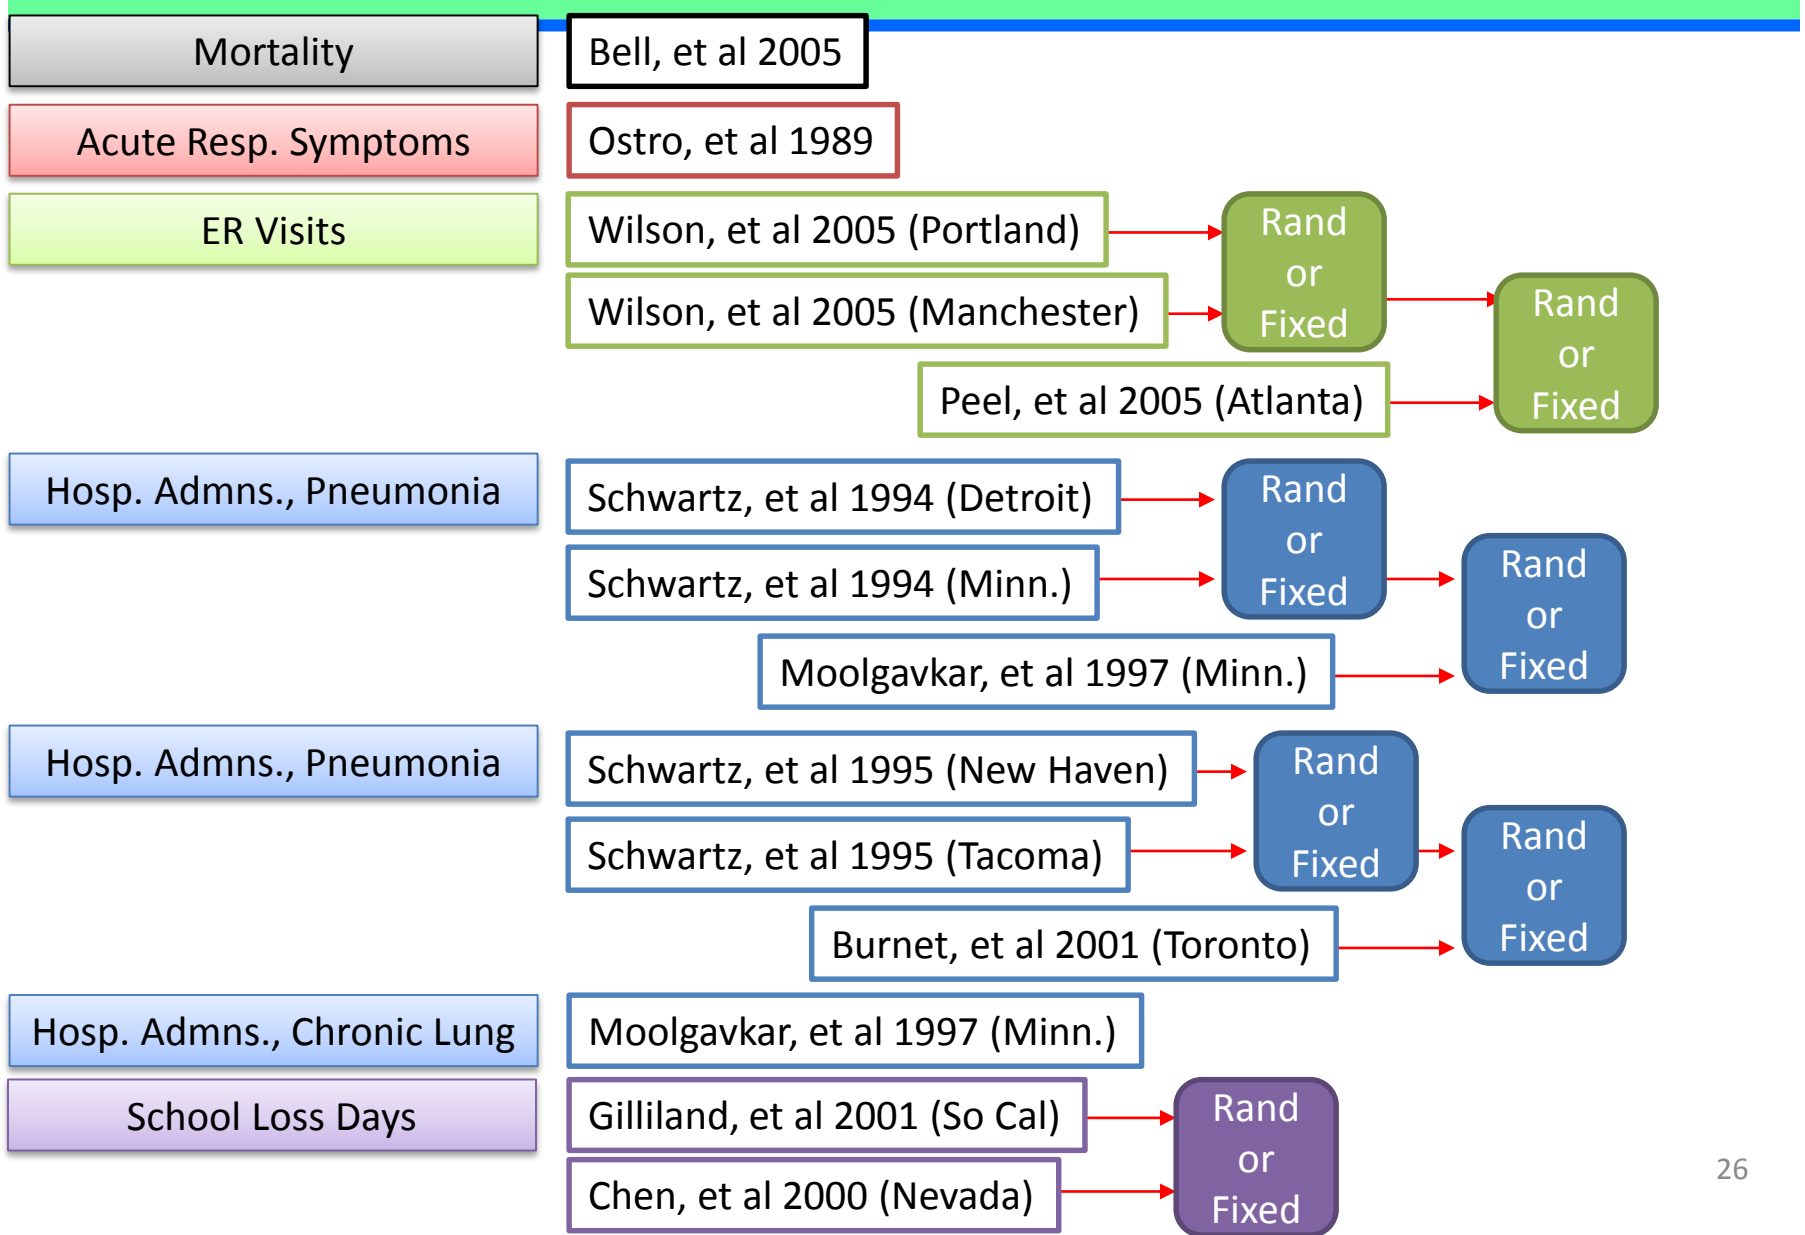 Mortality
Bell, et al 2005
Acute Resp. Symptoms
Ostro, et al 1989
ER Visits
Wilson, et al 2005 (Portland)
Wilson, et al 2005 (Manchester)
Rand
or
Fixed
Peel, et al 2005 (Atlanta)
Rand
or
Fixed
Hosp. Admns., Pneumonia
Schwartz, et al 1994 (Detroit)
Schwartz, et al 1994 (Minn.)
Rand
or
Fixed
Moolgavkar, et al 1997 (Minn.)
Rand
or
Fixed
Hosp. Admns., Pneumonia
Schwartz, et al 1995 (New Haven)
Schwartz, et al 1995 (Tacoma)
Rand
or
Fixed
Burnet, et al 2001 (Toronto)
Rand
or
Fixed
Hosp. Admns., Chronic Lung
Moolgavkar, et al 1997 (Minn.)
School Loss Days
Gilliland, et al 2001 (So Cal)
Chen, et al 2000 (Nevada)
Rand
or
Fixed
26